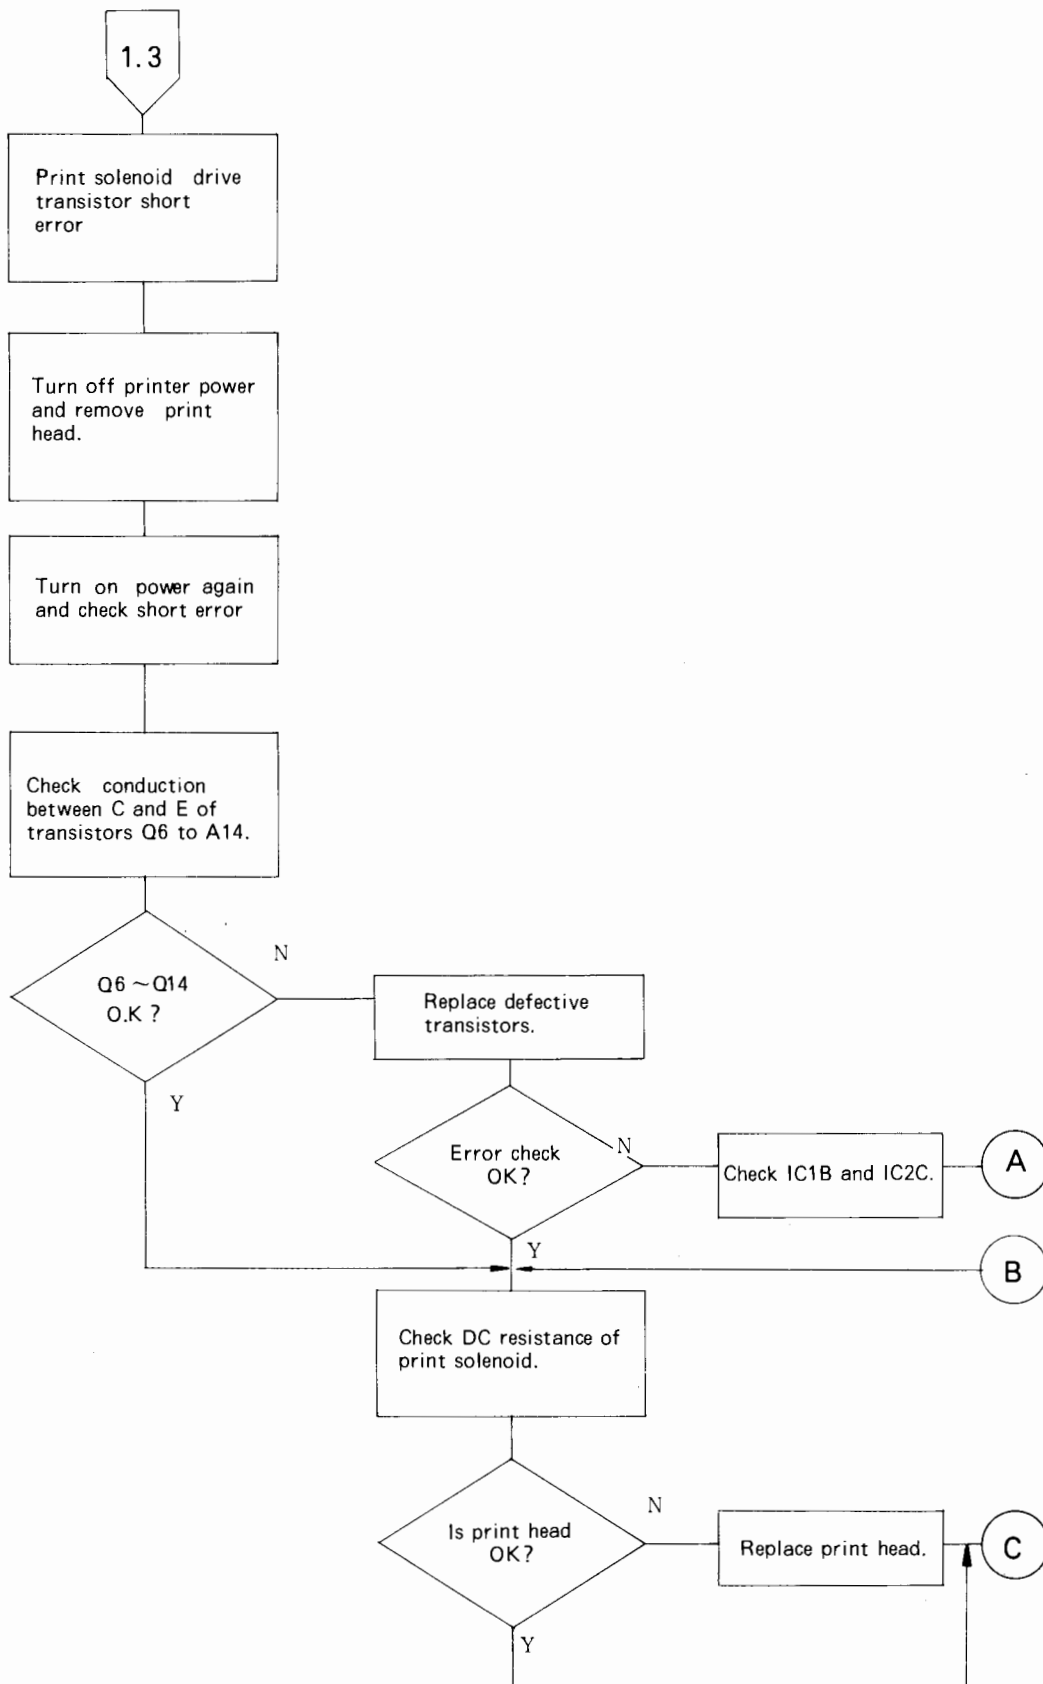 1.3
Print solenoid drive
transistor short
error
Turn off printer power
and remove print
head.
Turn on power again
and check short error
Check conduction
between C and E of
transistors Q6 to A14.
Q6 ~ Q14
O.K ?
N
Y
Replace defective
transistors.
Error check
OK?
N
Y
Check IC1B and IC2C.
A
B
Check DC resistance of
print solenoid.
Is print head
OK?
N
Y
Replace print head.
C